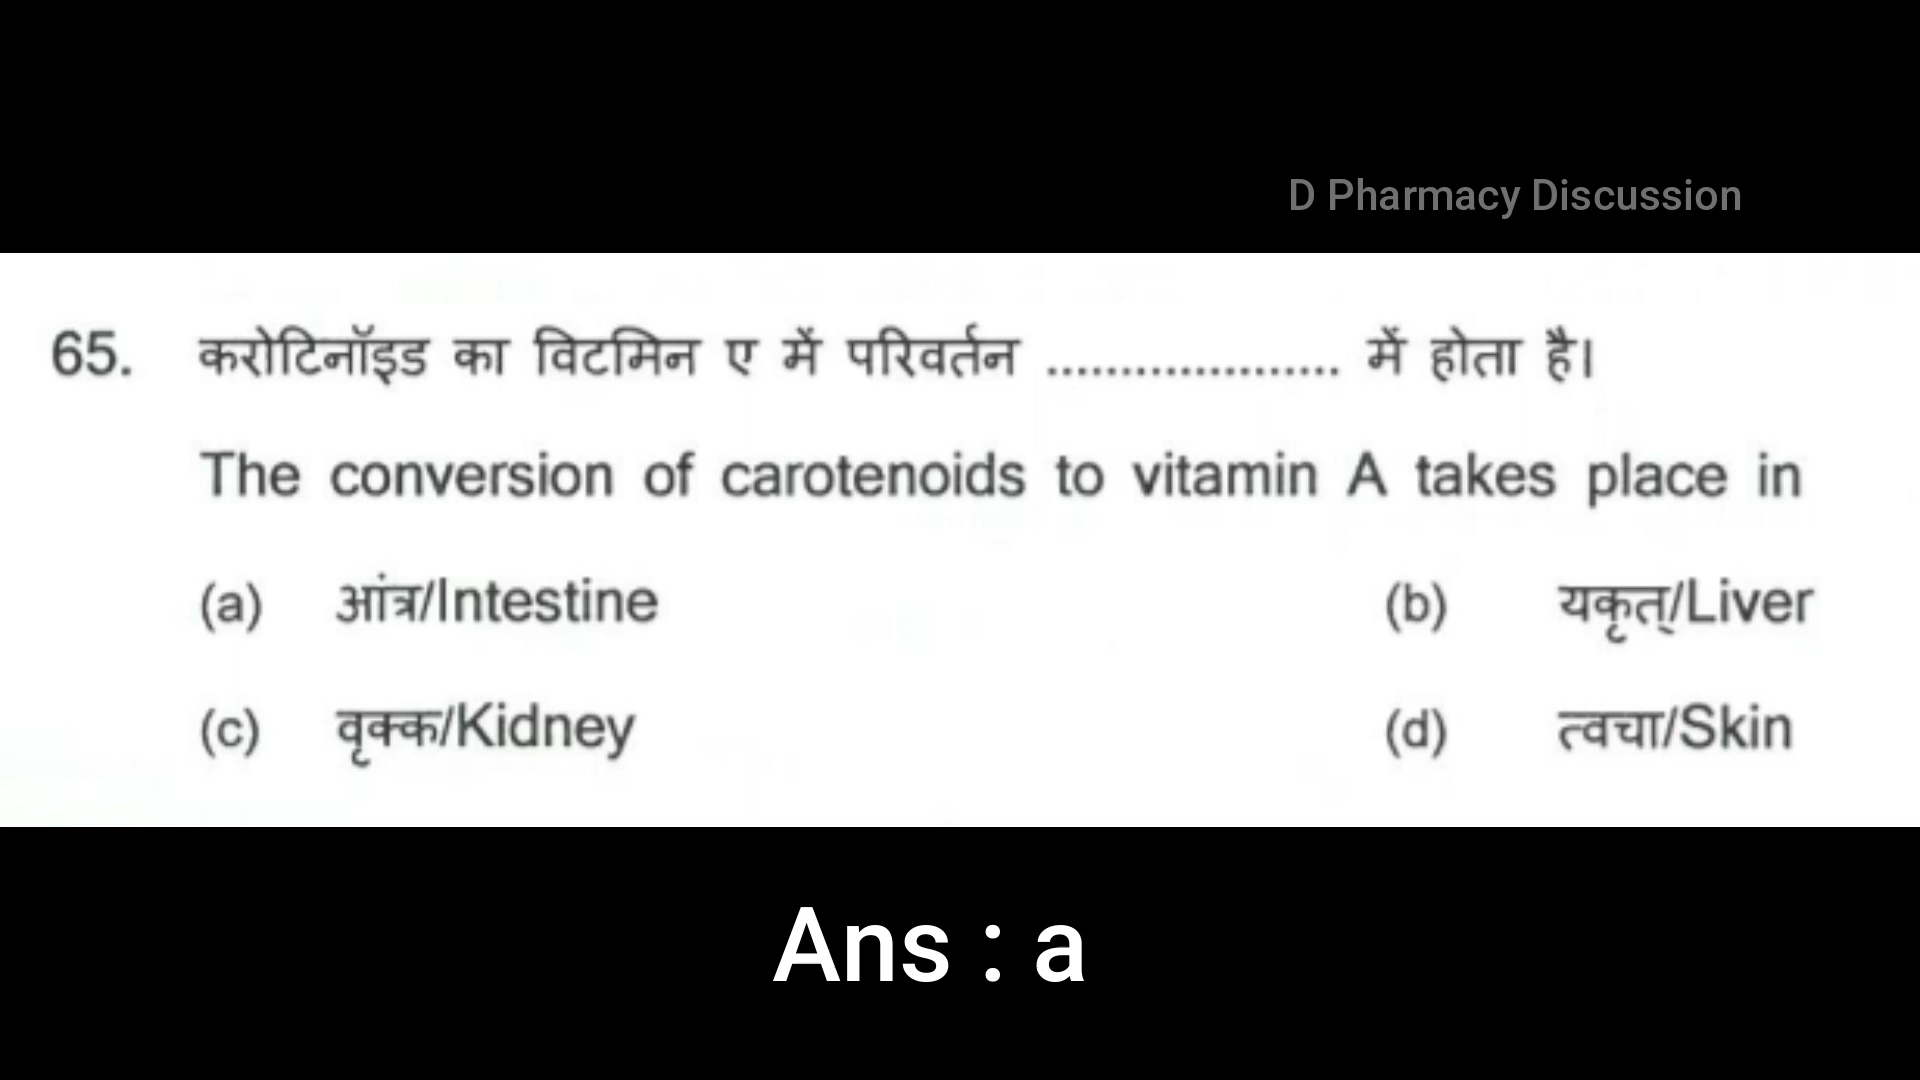 D Pharmacy Discussion
65. करोटिनॉइड का विटमिन ए में परिवर्तन .................... में होता है।
The conversion of carotenoids to vitamin A takes place in
(a) आंत्र/Intestine (b) यकृत्/Liver
(c) वृक्क/Kidney (d) त्वचा/Skin
Ans : a